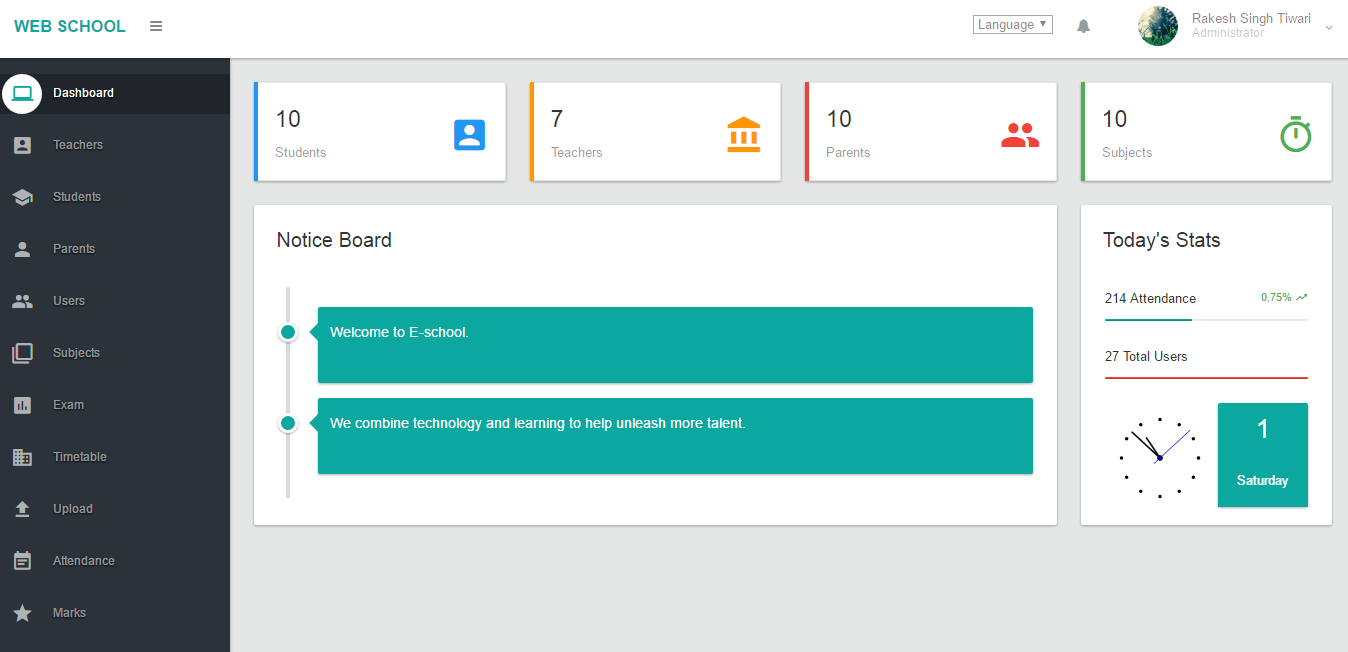 WEB SCHOOL
Language
Rakesh Singh Tiwari
Administrator
Dashboard
Teachers
Students
Parents
Users
Subjects
Exam
Timetable
Upload
Attendance
Marks
10
Students
7
Teachers
10
Parents
10
Subjects
Notice Board
Welcome to E-school.
We combine technology and learning to help unleash more talent.
Today's Stats
214 Attendance
0,75%
27 Total Users
1
Saturday